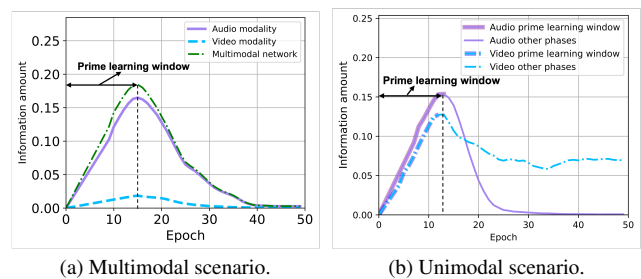 0.25
0.20
0.15
0.10
0.05
0.00
Information amount
0 10 20 30 40 50
Epoch
Audio modality
Video modality
Multimodal network
Prime learning window
(a) Multimodal scenario.
0.25
0.20
0.15
0.10
0.05
0.00
Information amount
0 10 20 30 40 50
Epoch
Audio prime learning window
Audio other phases
Video prime learning window
Video other phases
Prime learning window
(b) Unimodal scenario.